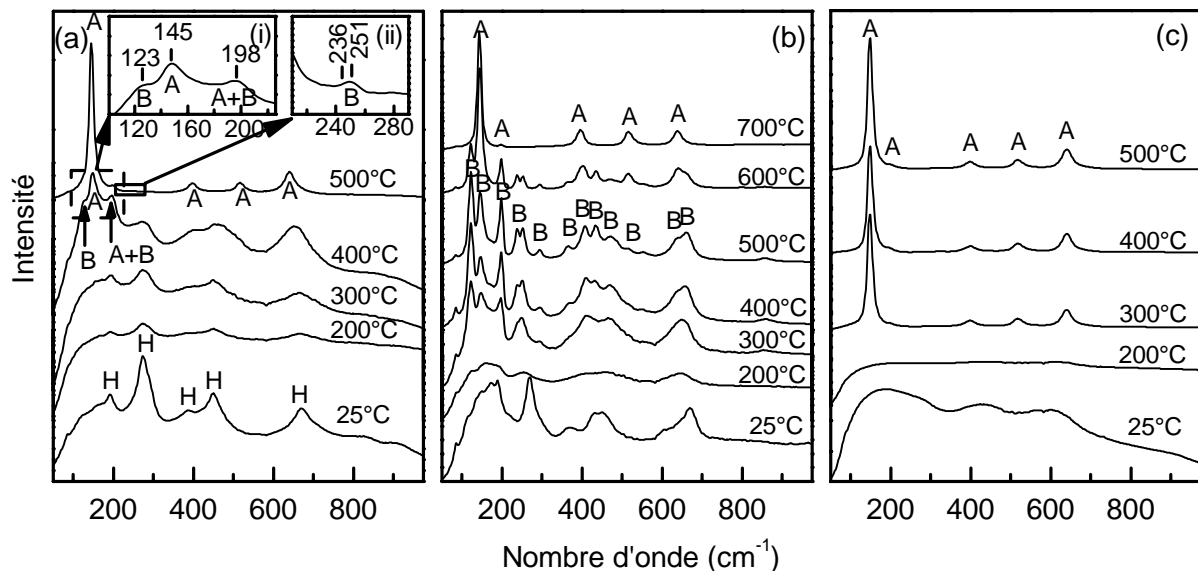 Intensité
(a)
A
(i)
123
145
198
B
A
A+B
120 160 200
(ii)
236
251
B
240 280
A
A
A
A
500°C
B
A+B
400°C
300°C
200°C
H
H
H
H
H
25°C
200 400 600 800
(b)
A
A
A
A
A
700°C
B
B
B
600°C
B
B
B
B
B
B
B
B
B
500°C
400°C
300°C
200°C
25°C
200 400 600 800
(c)
A
A
A
A
A
500°C
400°C
300°C
200°C
25°C
200 400 600 800
Nombre d'onde (cm⁻¹)